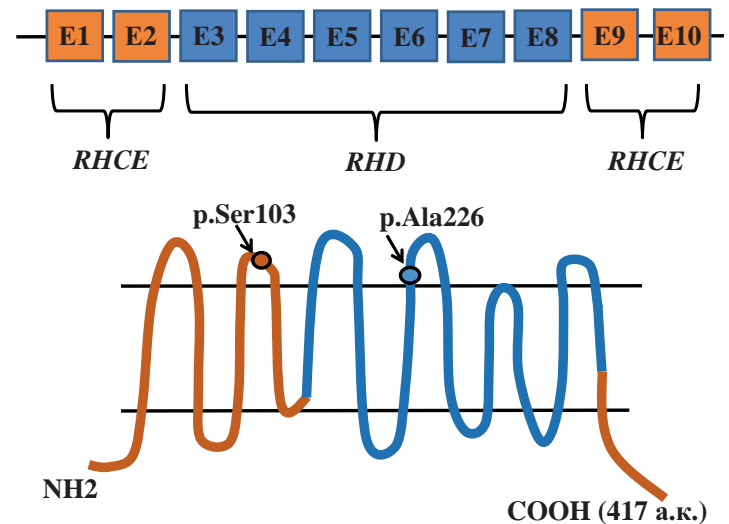 E1 E2 E3 E4 E5 E6 E7 E8 E9 E10
RHCE RHD RHCE
p.Ser103 p.Ala226
NH2
COOH (417 а.к.)